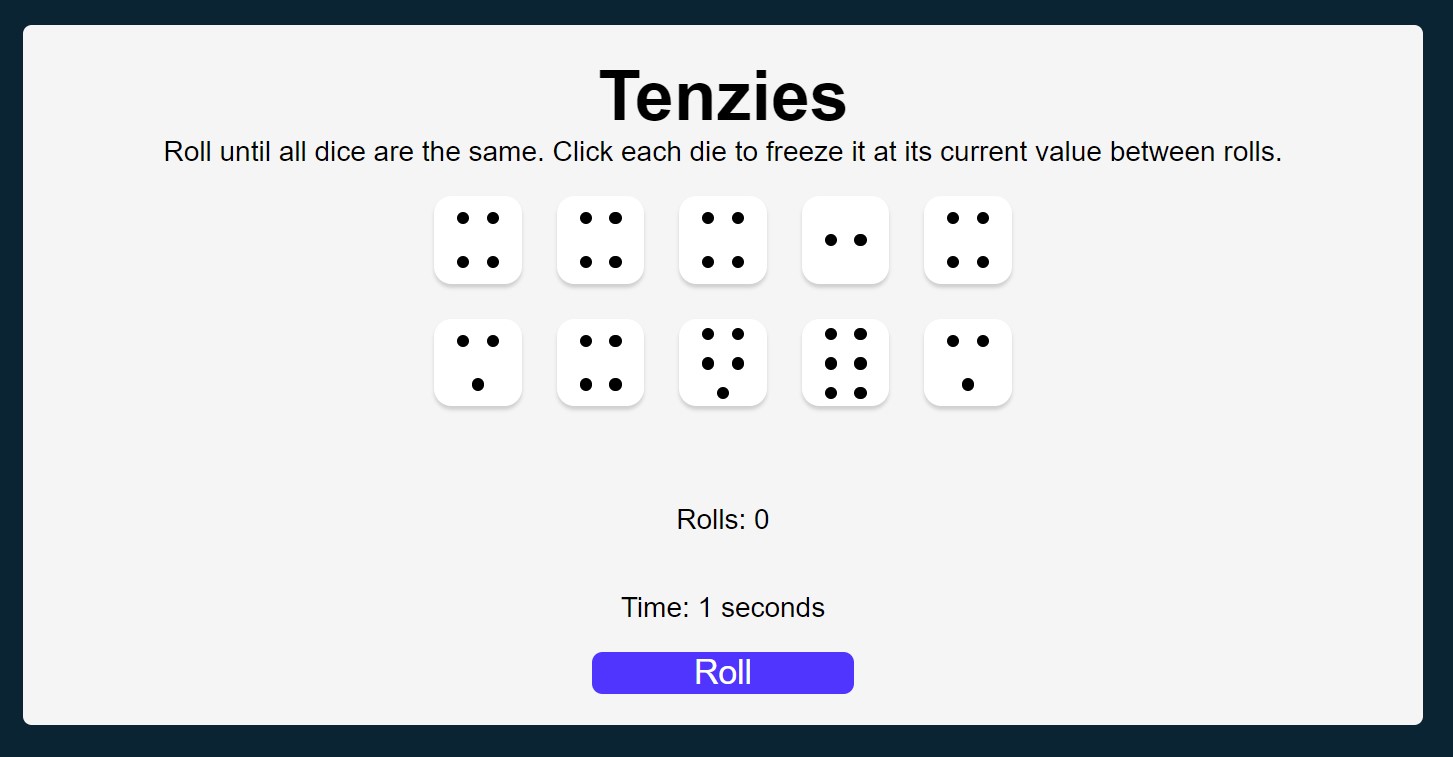 Tenzies
Roll until all dice are the same. Click each die to freeze it at its current value between rolls.
Rolls: 0
Time: 1 seconds
Roll